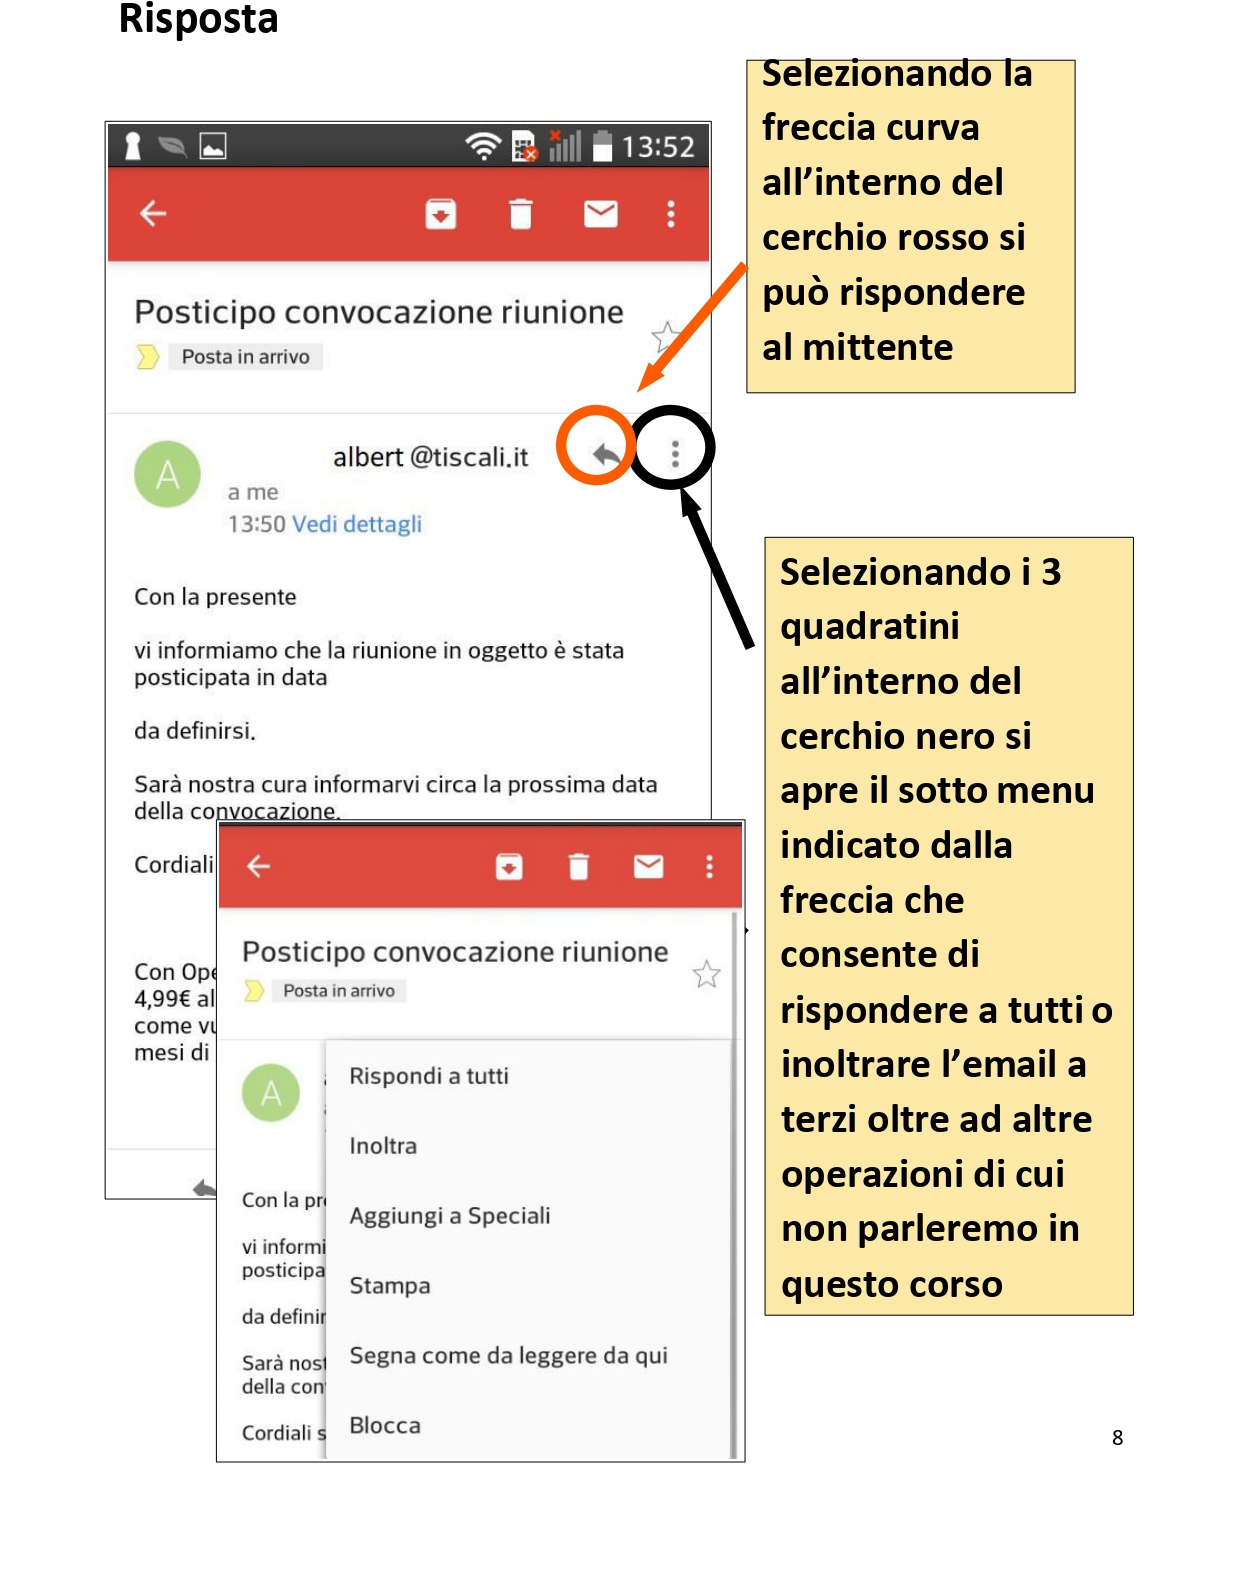 Risposta
Selezionando la
freccia curva
all'interno del
cerchio rosso si
può rispondere
al mittente
13:52
Posticipo convocazione riunione
Posta in arrivo
A
albert @tiscali.it
a me
13:50 Vedi dettagli
Con la presente
vi informiamo che la riunione in oggetto è stata
posticipata in data
da definirsi.
Sarà nostra cura informarvi circa la prossima data
della convocazione.
Cordiali
Con Ope
4,99€ al
come vu
mesi di
Selezionando i 3
quadratini
all'interno del
cerchio nero si
apre il sotto menu
indicato dalla
freccia che
consente di
rispondere a tutti o
inoltrare l'email a
terzi oltre ad altre
operazioni di cui
non parleremo in
questo corso
Posticipo convocazione riunione
Posta in arrivo
A
Con la pre
vi informi
posticipa
da definir
Sarà nost
della con
Cordiali s
Rispondi a tutti
Inoltra
Aggiungi a Speciali
Stampa
Segna come da leggere da qui
Blocca
8